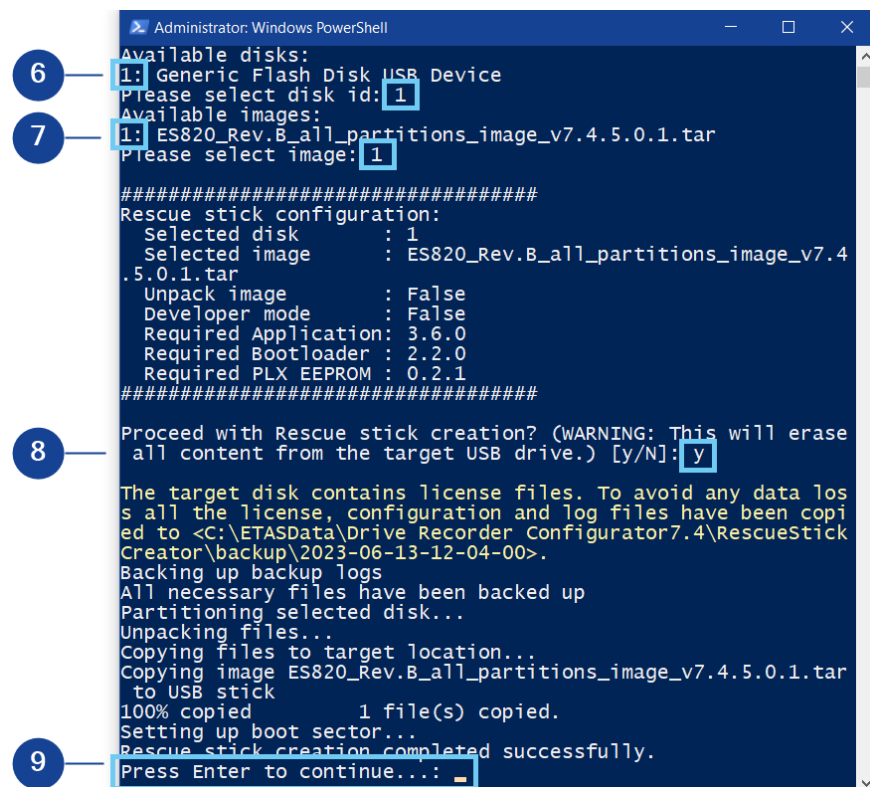 Administrator: Windows PowerShell
Available disks:
6
1: Generic Flash Disk USB Device
Please select disk id: 1
Available images:
7
1: ES820_Rev.B_all_partitions_image_v7.4.5.0.1.tar
Please select image: 1
###################################
Rescue stick configuration:
Selected disk : 1
Selected image : ES820_Rev.B_all_partitions_image_v7.4
.5.0.1.tar
Unpack image : False
Developer mode : False
Required Application: 3.6.0
Required Bootloader : 2.2.0
Required PLX EEPROM : 0.2.1
###################################
Proceed with Rescue stick creation? (WARNING: This will erase
8
all content from the target USB drive.) [y/N]: y
The target disk contains license files. To avoid any data los
s all the license, configuration and log files have been copi
ed to <C:\ETASData\Drive Recorder Configurator7.4\RescueStick
Creator\backup\2023-06-13-12-04-00>.
Backing up backup logs
All necessary files have been backed up
Partitioning selected disk...
Unpacking files...
Copying files to target location...
Copying image ES820_Rev.B_all_partitions_image_v7.4.5.0.1.tar
to USB stick
100% copied 1 file(s) copied.
Setting up boot sector...
Rescue stick creation completed successfully.
9
Press Enter to continue...: _